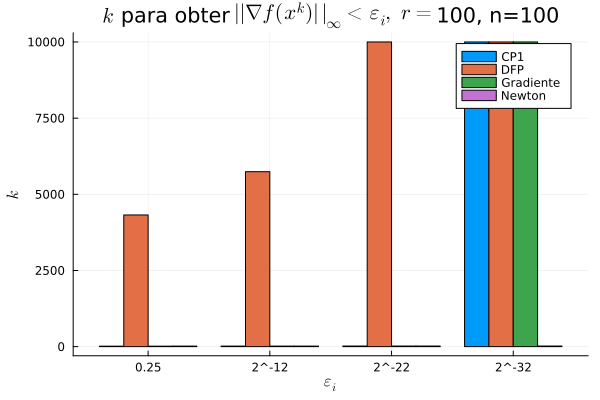 k para obter ||∇f(x^k)||_∞ < ε_i, r = 100, n=100
10000
CP1
DFP
Gradiente
Newton
7500
k
5000
2500
0
0.25 2^-12 2^-22 2^-32
ε_i